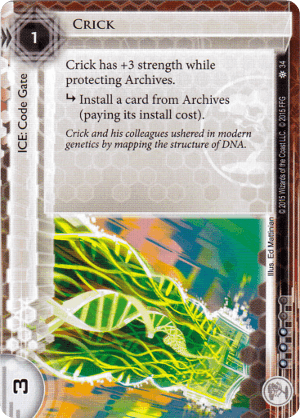 CRICK
1
ICE: Code Gate
Crick has +3 strength while
protecting Archives.
↳ Install a card from Archives
(paying its install cost).
Crick and his colleagues ushered in modern
genetics by mapping the structure of DNA.
34
© 2015 Wizards of the Coast LLC. © 2015 FFG
Illus. Ed Mattinian
3